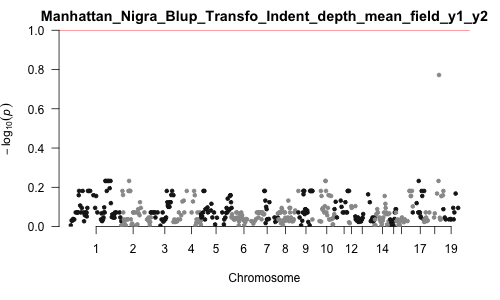 Manhattan_Nigra_Blup_Transfo_Indent_depth_mean_field_y1_y2
1.0
0.8
0.6
0.4
0.2
0.0
− log10(p)
1 2 3 4 5 6 7 8 9 10 12 14 17 19
Chromosome